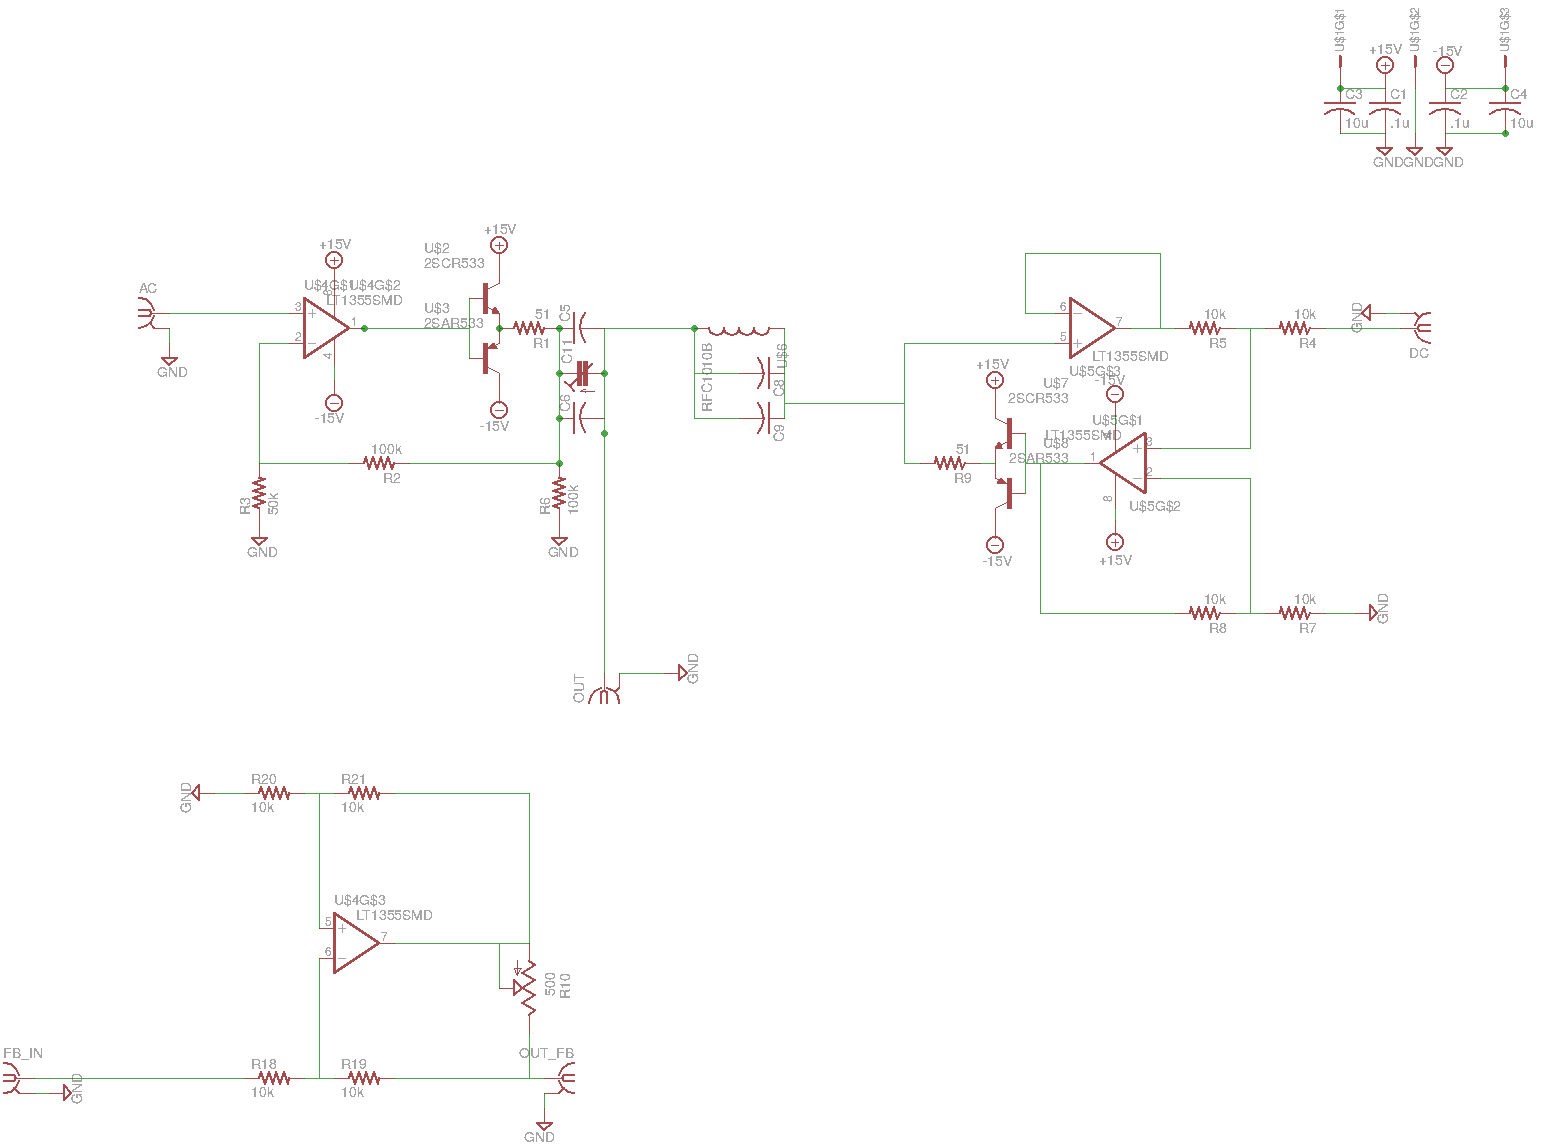 U$1G$1
U$1G$2
U$1G$3
+15V
-15V
C3
C1
C2
C4
10u
.1u
.1u
10u
GND
GND
GND
+15V
U$2
2SCR533
+15V
AC
U$4G$1
U$4G$2
LT1355SMD
8
3
2
1
4
GND
-15V
U$3
2SAR533
51
R1
C5
C11
C6
-15V
100k
R2
R3
50k
GND
R6
100k
GND
RFC1010B
U$6
C8
C9
6
5
7
LT1355SMD
U$5G$3
10k
R5
10k
R4
GND
DC
+15V
U$7
2SCR533
-15V
U$5G$1
LT1355SMD
U$8
2SAR533
4
3
2
1
8
U$5G$2
51
R9
-15V
+15V
10k
R8
10k
R7
GND
OUT
GND
GND
R20
10k
R21
10k
U$4G$3
LT1355SMD
5
6
7
500
R10
FB_IN
GND
R18
10k
R19
10k
OUT_FB
GND